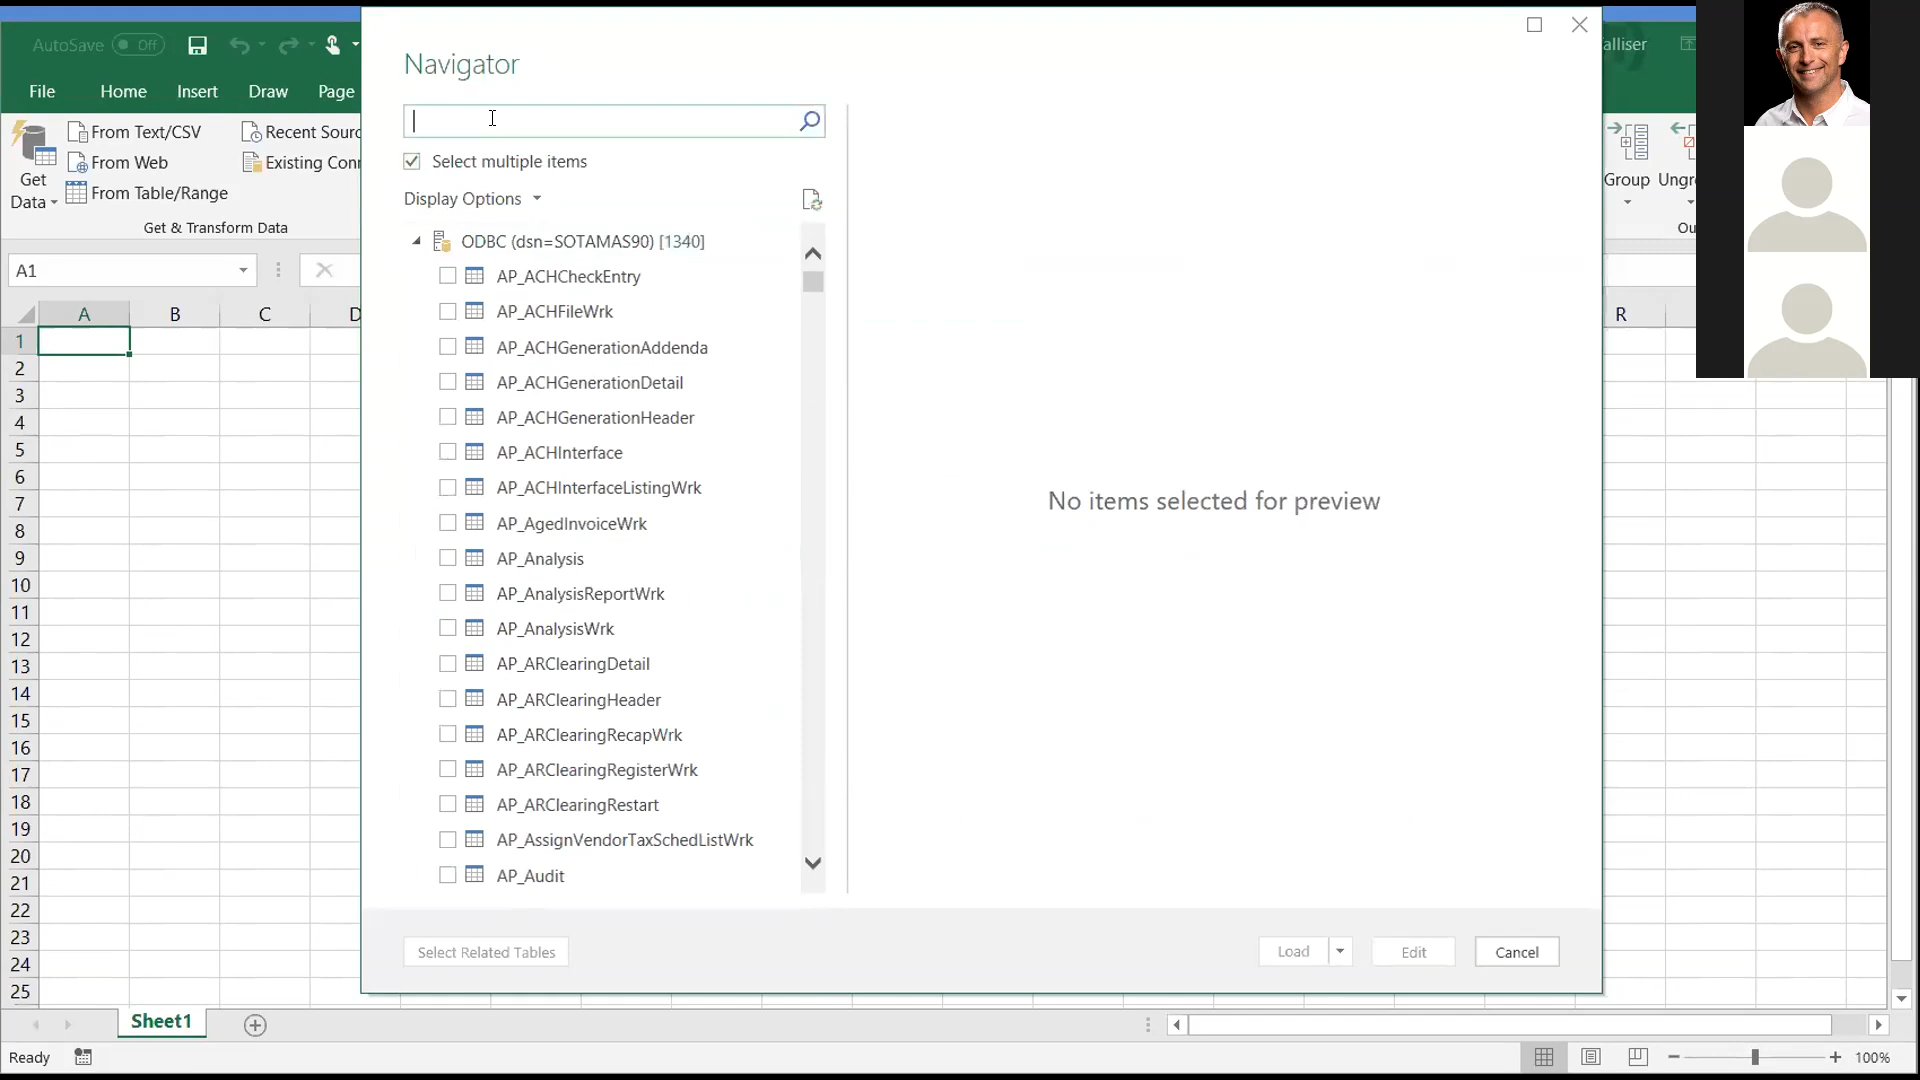 AutoSave Off
alliser
File Home Insert Draw Page
From Text/CSV
From Web
From Table/Range
Recent Sourc
Existing Conn
Get
Data
Get & Transform Data
Group Ungr
Ou
A1
A B C D R
1
2
3
4
5
6
7
8
9
10
11
12
13
14
15
16
17
18
19
20
21
22
23
24
25
Navigator
Select multiple items
Display Options
ODBC (dsn=SOTAMAS90) [1340]
AP_ACHCheckEntry
AP_ACHFileWrk
AP_ACHGenerationAddenda
AP_ACHGenerationDetail
AP_ACHGenerationHeader
AP_ACHInterface
AP_ACHInterfaceListingWrk
AP_AgedInvoiceWrk
AP_Analysis
AP_AnalysisReportWrk
AP_AnalysisWrk
AP_ARClearingDetail
AP_ARClearingHeader
AP_ARClearingRecapWrk
AP_ARClearingRegisterWrk
AP_ARClearingRestart
AP_AssignVendorTaxSchedListWrk
AP_Audit
No items selected for preview
Select Related Tables
Load Edit Cancel
Sheet1
Ready
100%